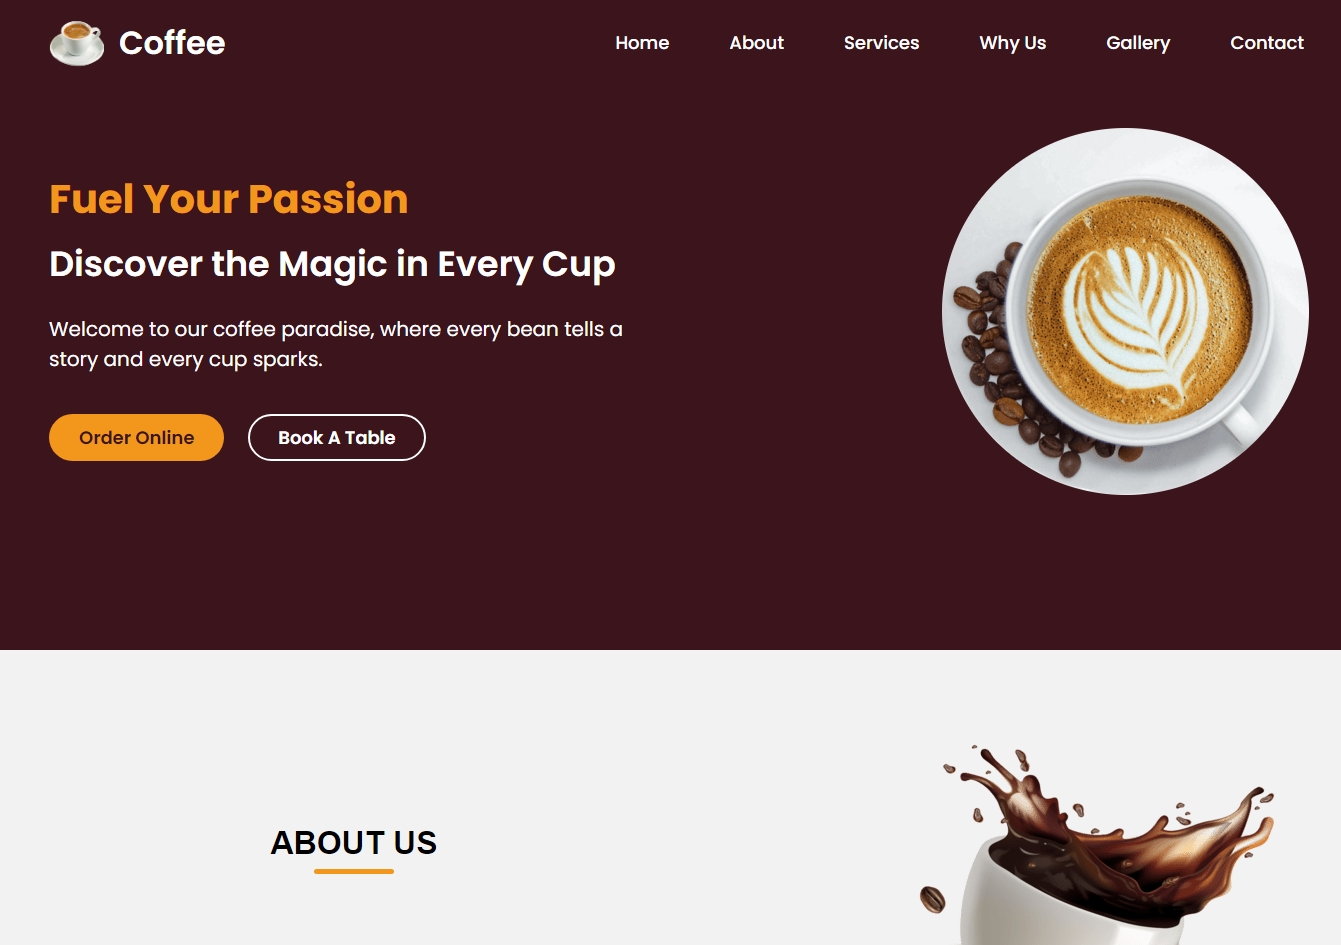 Coffee
Home About Services Why Us Gallery Contact
Fuel Your Passion
Discover the Magic in Every Cup
Welcome to our coffee paradise, where every bean tells a
story and every cup sparks.
Order Online Book A Table
ABOUT US